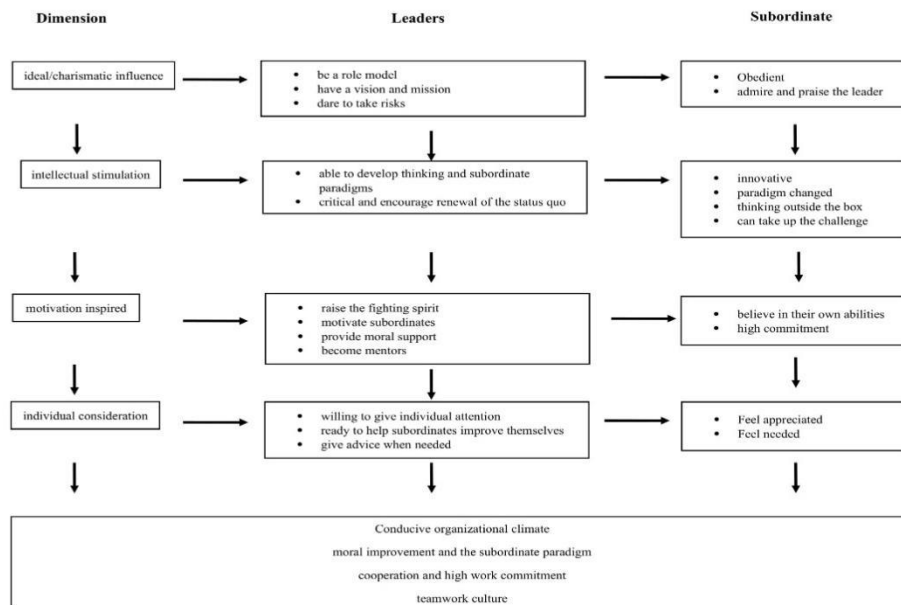 Dimension
Leaders
Subordinate
ideal/charismatic influence
• be a role model
• have a vision and mission
• dare to take risks
• Obedient
• admire and praise the leader
intellectual stimulation
• able to develop thinking and subordinate
paradigms
• critical and encourage renewal of the status quo
• innovative
• paradigm changed
• thinking outside the box
• can take up the challenge
motivation inspired
• raise the fighting spirit
• motivate subordinates
• provide moral support
• become mentors
• believe in their own abilities
• high commitment
individual consideration
• willing to give individual attention
• ready to help subordinates improve themselves
• give advice when needed
• Feel appreciated
• Feel needed
Conducive organizational climate
moral improvement and the subordinate paradigm
cooperation and high work commitment
teamwork culture